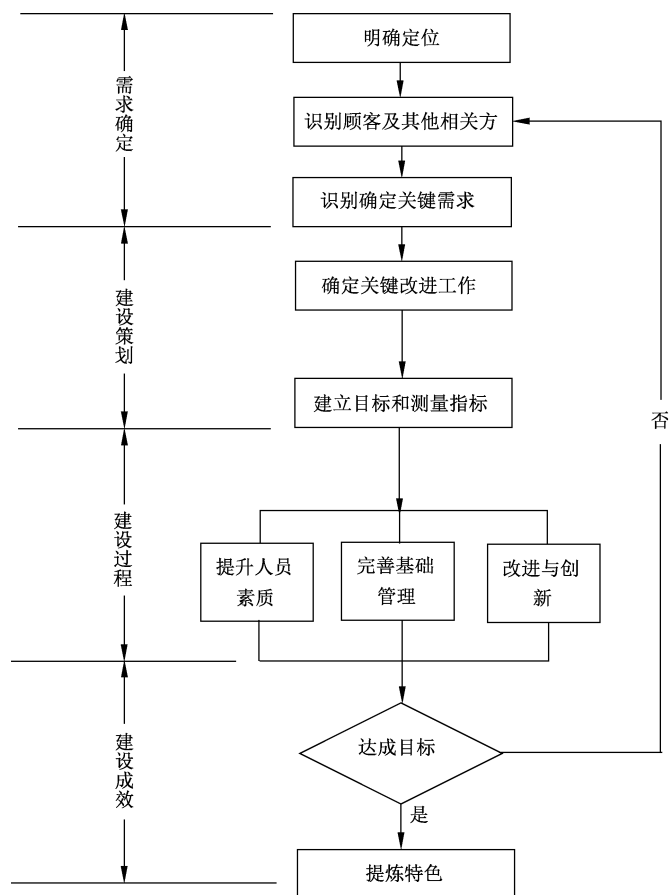 明确定位
需求确定
识别顾客及其他相关方
识别确定关键需求
建设策划
确定关键改进工作
建立目标和测量指标
否
建设过程
提升人员
素质
完善基础
管理
改进与创
新
建设成效
达成目标
是
提炼特色